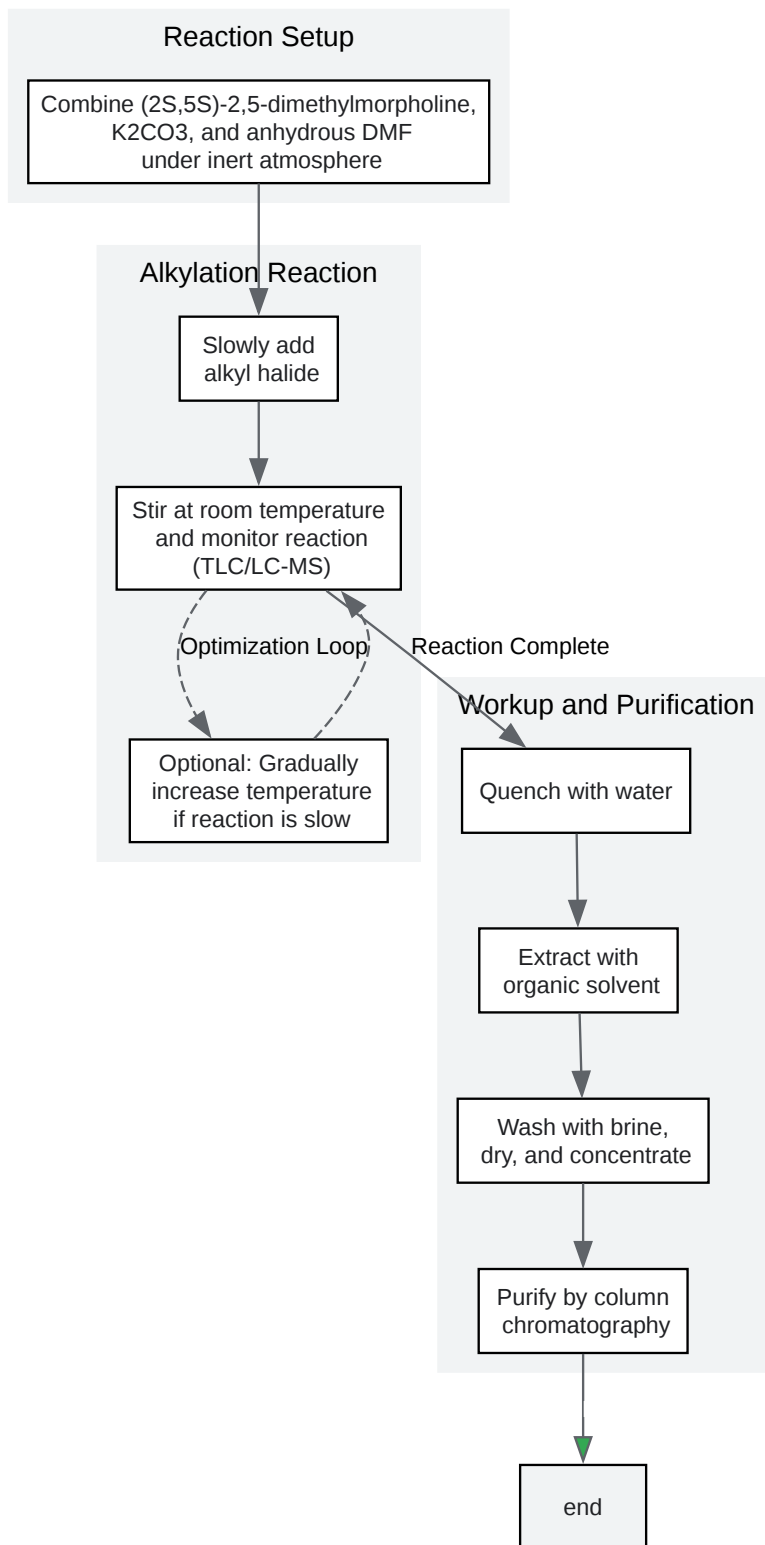 Reaction Setup
Combine (2S,5S)-2,5-dimethylmorpholine,
K2CO3, and anhydrous DMF
under inert atmosphere
Alkylation Reaction
Slowly add
alkyl halide
Stir at room temperature
and monitor reaction
(TLC/LC-MS)
Optimization Loop
Reaction Complete
Optional: Gradually
increase temperature
if reaction is slow
Workup and Purification
Quench with water
Extract with
organic solvent
Wash with brine,
dry, and concentrate
Purify by column
chromatography
end